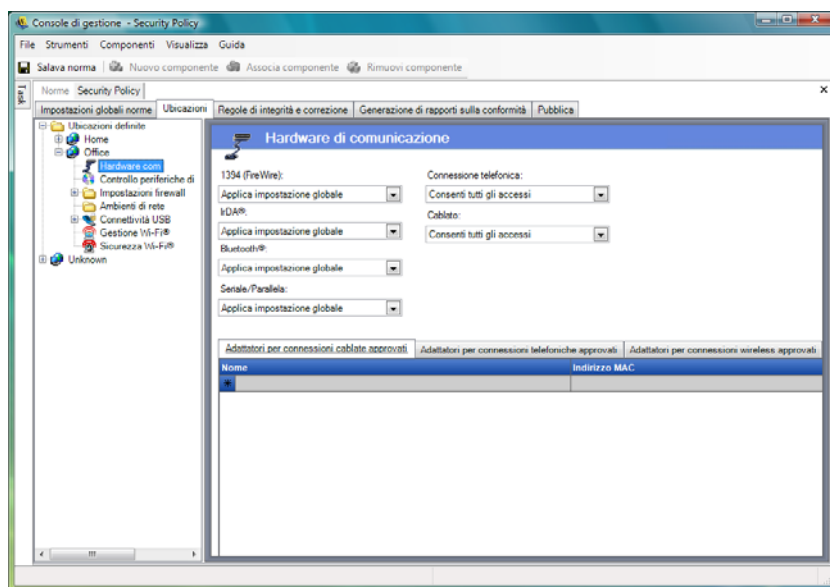 Console di gestione - Security Policy
File Strumenti Componenti Visualizza Guida
Salava norma Nuovo componente Associa componente Rimuovi componente
Task
Norme Security Policy
Impostazioni globali norme Ubicazioni Regole di integrità e correzione Generazione di rapporti sulla conformità Pubblica
Ubicazioni definite
Home
Office
Hardware com
Controllo periferiche di
Impostazioni firewall
Ambienti di rete
Connettività USB
Gestione Wi-Fi®
Sicurezza Wi-Fi®
Unknown
Hardware di comunicazione
1394 (FireWire):
Applica impostazione globale
IrDA®:
Applica impostazione globale
Bluetooth®:
Applica impostazione globale
Seriale/Parallela:
Applica impostazione globale
Connessione telefonica:
Consenti tutti gli accessi
Cablato:
Consenti tutti gli accessi
Adattatori per connessioni cablate approvati Adattatori per connessioni telefoniche approvati Adattatori per connessioni wireless approvati
Nome Indirizzo MAC